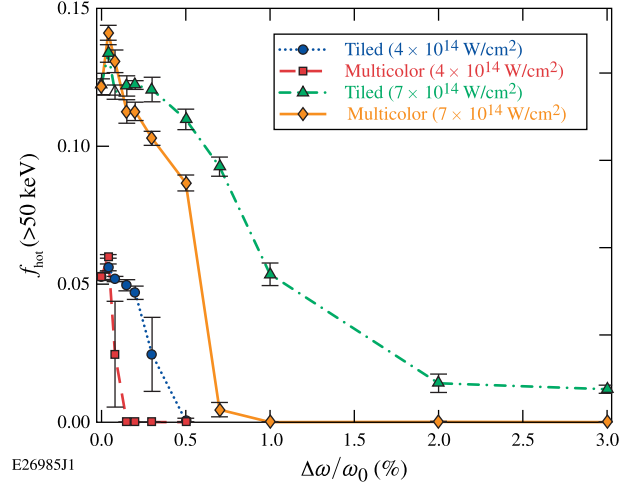 0.15
0.10
0.05
0.00
f_hot (>50 keV)
Tiled (4 × 10^14 W/cm^2)
Multicolor (4 × 10^14 W/cm^2)
Tiled (7 × 10^14 W/cm^2)
Multicolor (7 × 10^14 W/cm^2)
0.0 0.5 1.0 1.5 2.0 2.5 3.0
Δω/ω_0 (%)
E26985J1